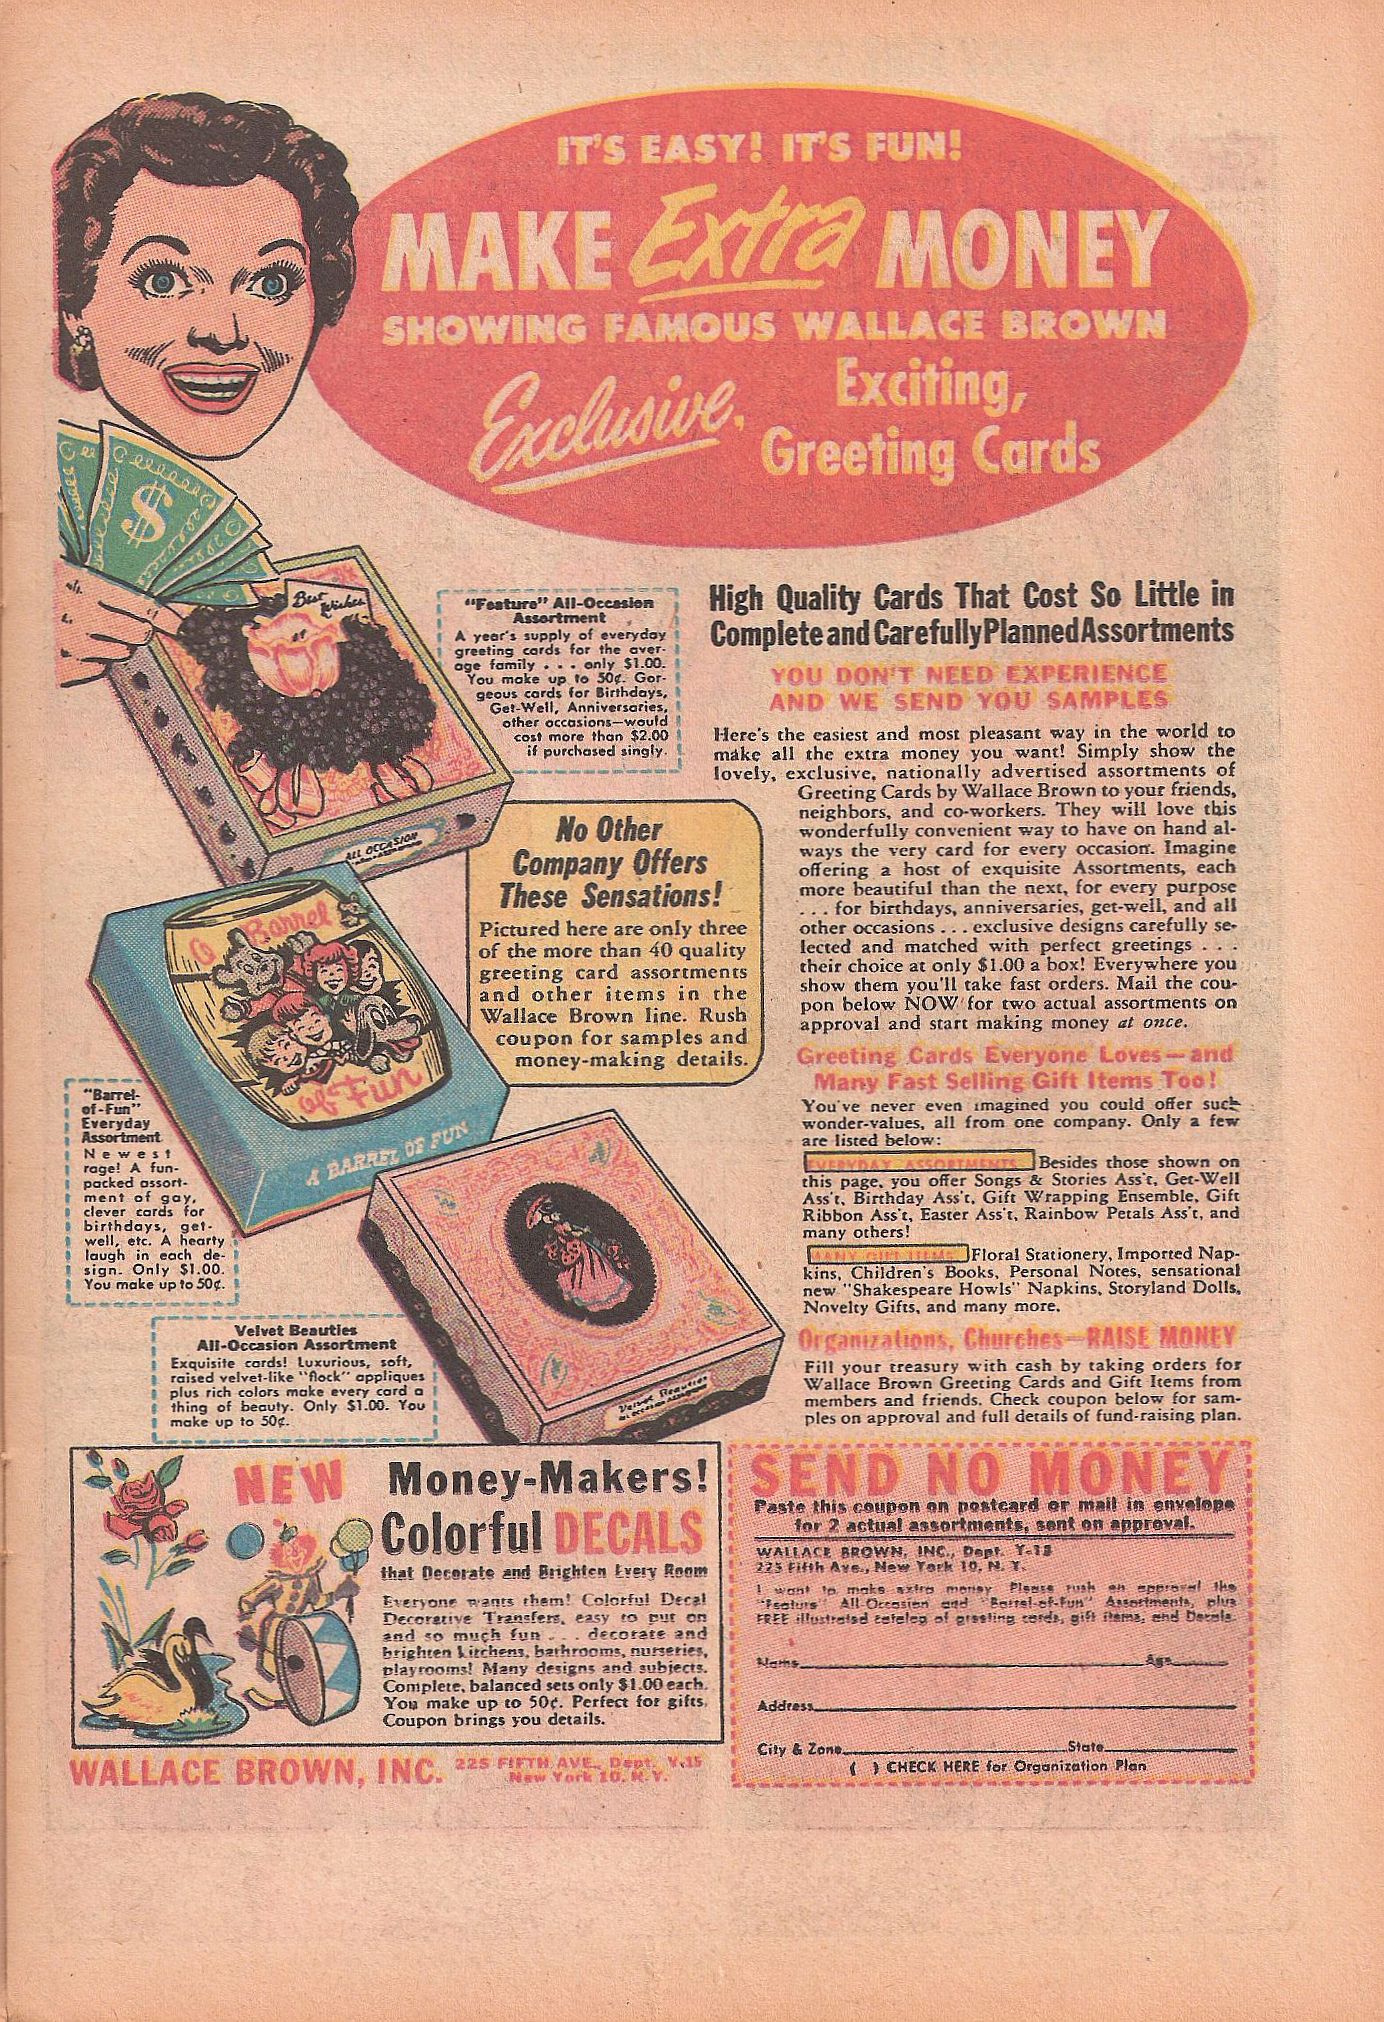 IT'S EASY! IT'S FUN!
MAKE Extra MONEY
SHOWING FAMOUS WALLACE BROWN
Exclusive, Exciting,
Greeting Cards
Best
Wishes
ALL OCCASION
"Feature" All-Occasion
Assortment
A year's supply of everyday
greeting cards for the aver-
age family . . . only $1.00.
You make up to 50¢. Gor-
geous cards for Birthdays,
Get-Well, Anniversaries,
other occasions—would
cost more than $2.00
if purchased singly.
High Quality Cards That Cost So Little in
Complete and Carefully Planned Assortments
YOU DON'T NEED EXPERIENCE
AND WE SEND YOU SAMPLES
Here's the easiest and most pleasant way in the world to
make all the extra money you want! Simply show the
lovely, exclusive, nationally advertised assortments of
Greeting Cards by Wallace Brown to your friends,
neighbors, and co-workers. They will love this
wonderfully convenient way to have on hand al-
ways the very card for every occasion. Imagine
offering a host of exquisite Assortments, each
more beautiful than the next, for every purpose
. . . for birthdays, anniversaries, get-well, and all
other occasions . . . exclusive designs carefully se-
lected and matched with perfect greetings . . .
their choice at only $1.00 a box! Everywhere you
show them you'll take fast orders. Mail the cou-
pon below NOW for two actual assortments on
approval and start making money at once.
No Other
Company Offers
These Sensations!
Pictured here are only three
of the more than 40 quality
greeting card assortments
and other items in the
Wallace Brown line. Rush
coupon for samples and
money-making details.
A Barrel
of Fun
A BARREL OF FUN
"Barrel-
of-Fun"
Everyday
Assortment
Newest
rage! A fun-
packed assort-
ment of gay,
clever cards for
birthdays, get-
well, etc. A hearty
laugh in each de-
sign. Only $1.00.
You make up to 50¢.
Greeting Cards Everyone Loves—and
Many Fast Selling Gift Items Too!
You've never even imagined you could offer such
wonder-values, all from one company. Only a few
are listed below:
EVERYDAY ASSORTMENTS Besides those shown on
this page, you offer Songs & Stories Ass't, Get-Well
Ass't, Birthday Ass't, Gift Wrapping Ensemble, Gift
Ribbon Ass't, Easter Ass't, Rainbow Petals Ass't, and
many others!
MANY GIFT ITEMS Floral Stationery, Imported Nap-
kins, Children's Books, Personal Notes, sensational
new "Shakespeare Howls" Napkins, Storyland Dolls,
Novelty Gifts, and many more.
Organizations, Churches—RAISE MONEY
Fill your treasury with cash by taking orders for
Wallace Brown Greeting Cards and Gift Items from
members and friends. Check coupon below for sam-
ples on approval and full details of fund-raising plan.
Velvet Beauties
Velvet Beauties
All-Occasion Assortment
Exquisite cards! Luxurious, soft,
raised velvet-like "flock" appliques
plus rich colors make every card a
thing of beauty. Only $1.00. You
make up to 50¢.
NEW Money-Makers!
Colorful DECALS
that Decorate and Brighten Every Room
Everyone wants them! Colorful Decal
Decorative Transfers, easy to put on
and so much fun . . . decorate and
brighten kitchens, bathrooms, nurseries,
playrooms! Many designs and subjects.
Complete, balanced sets only $1.00 each.
You make up to 50¢. Perfect for gifts.
Coupon brings you details.
WALLACE BROWN, INC. 225 FIFTH AVE., Dept. Y-15
New York 10, N. Y.
SEND NO MONEY
Paste this coupon on postcard or mail in envelope
for 2 actual assortments, sent on approval.
WALLACE BROWN, INC., Dept. Y-15
225 Fifth Ave., New York 10, N. Y.
I want to make extra money. Please rush on approval the
"Feature" All-Occasion and "Barrel-of-Fun" Assortments, plus
FREE illustrated catalog of greeting cards, gift items, and Decals.
Name Age
Address
City & Zone State
( ) CHECK HERE for Organization Plan